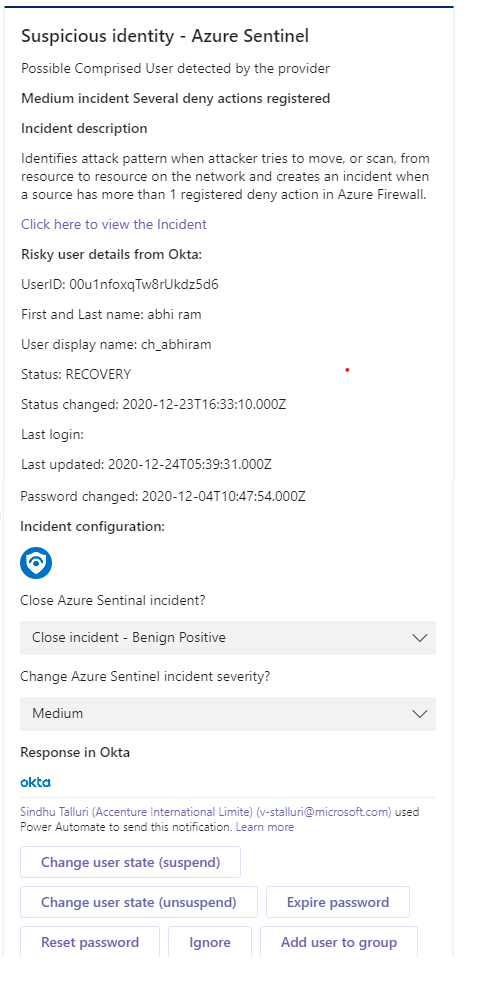 Suspicious identity - Azure Sentinel
Possible Comprised User detected by the provider
Medium incident Several deny actions registered
Incident description
Identifies attack pattern when attacker tries to move, or scan, from
resource to resource on the network and creates an incident when
a source has more than 1 registered deny action in Azure Firewall.
Click here to view the Incident
Risky user details from Okta:
UserID: 00u1nfoxqTw8rUkdz5d6
First and Last name: abhi ram
User display name: ch_abhiram
Status: RECOVERY
Status changed: 2020-12-23T16:33:10.000Z
Last login:
Last updated: 2020-12-24T05:39:31.000Z
Password changed: 2020-12-04T10:47:54.000Z
Incident configuration:
Close Azure Sentinal incident?
Close incident - Benign Positive
Change Azure Sentinel incident severity?
Medium
Response in Okta
okta
Sindhu Talluri (Accenture International Limite) (v-stalluri@microsoft.com) used
Power Automate to send this notification. Learn more
Change user state (suspend)
Change user state (unsuspend) Expire password
Reset password Ignore Add user to group